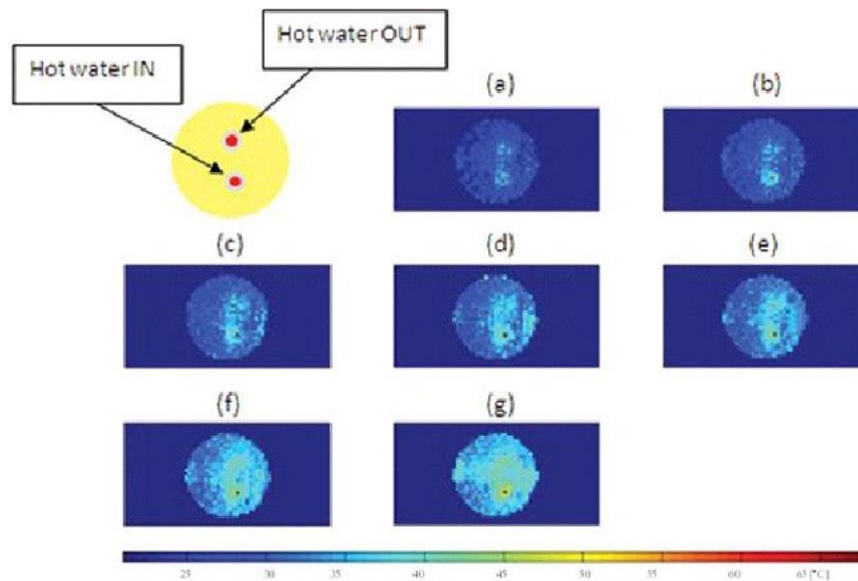 Hot water OUT
Hot water IN
(a)
(b)
(c)
(d)
(e)
(f)
(g)
25 30 35 40 45 50 55 60 65 [°C]